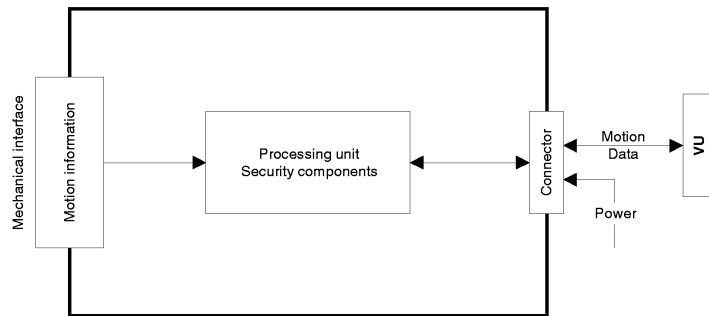 Mechanical interface
Motion information
Processing unit
Security components
Connector
Motion
Data
Power
VU